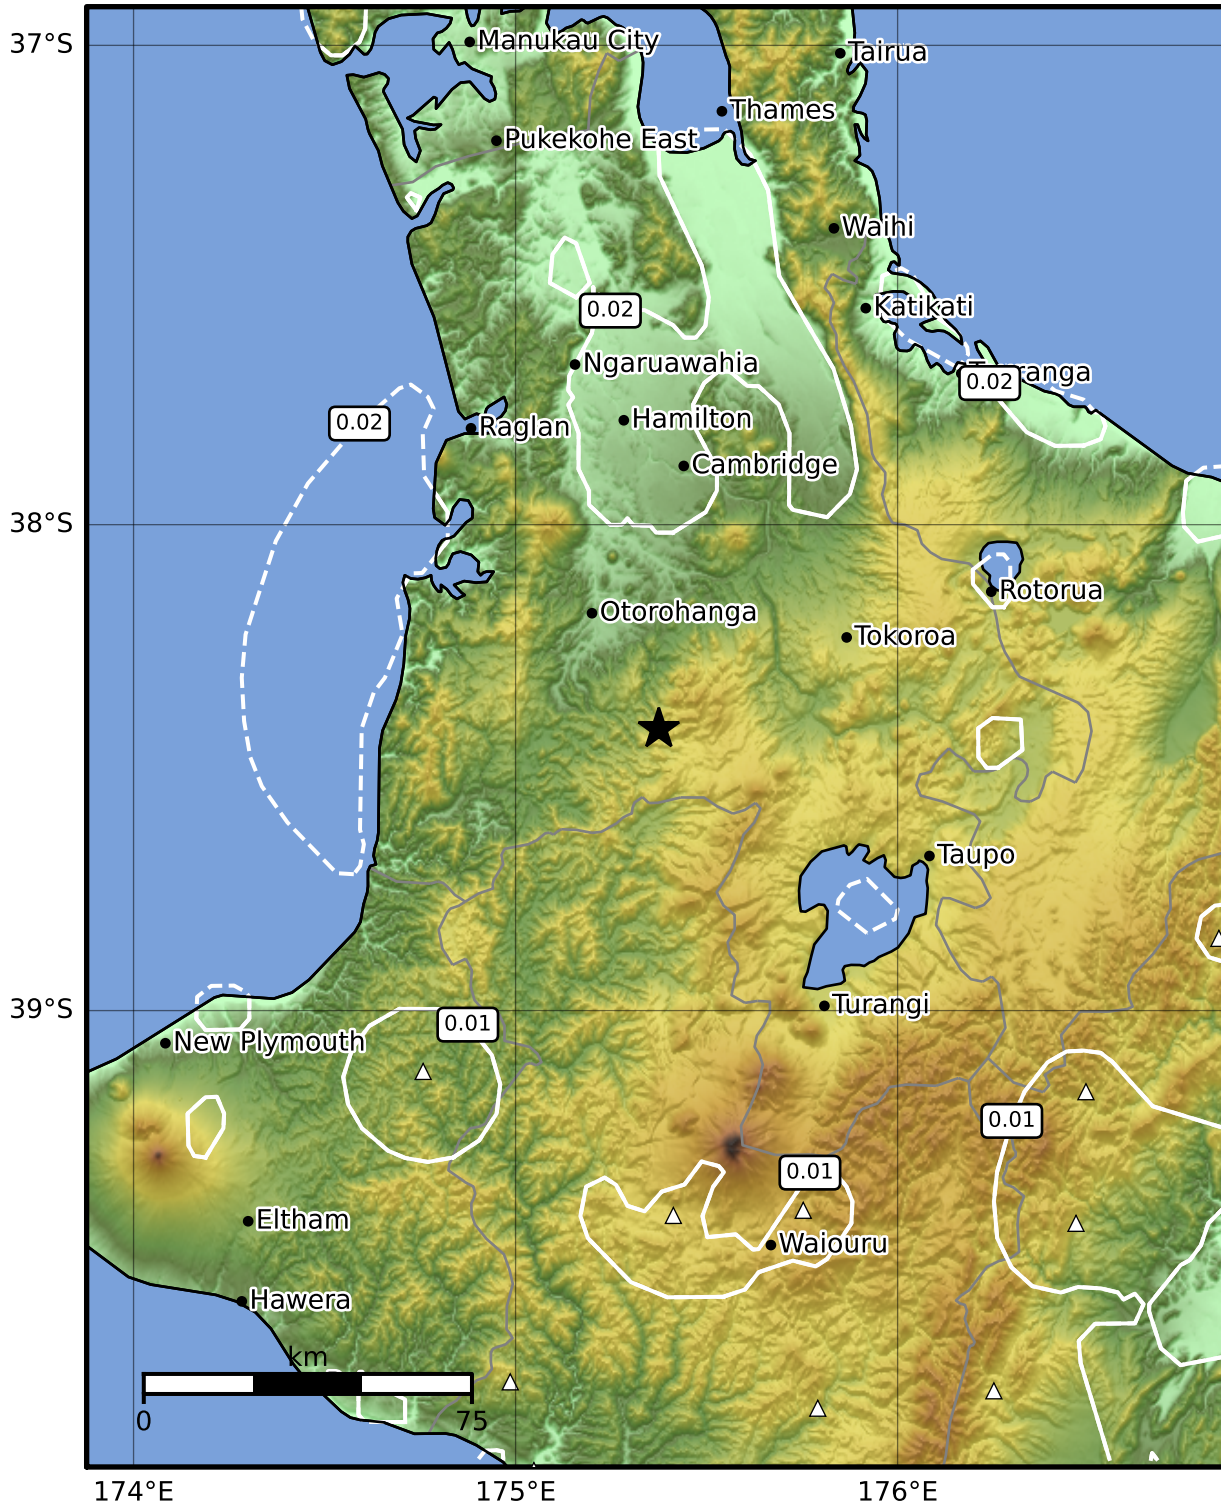 37°S
Manukau City
Tairua
Thames
Pukekohe East
Waihi
Katikati
0.02
Ngaruawahia
0.02
0.02
Hamilton
Raglan
Cambridge
38°S
Rotorua
Otorohanga
Tokoroa
Taupo
39°S
Turangi
0.01
New Plymouth
0.01
0.01
Eltham
Waiouru
Hawera
km
0
75
174°E
175°E
176°E